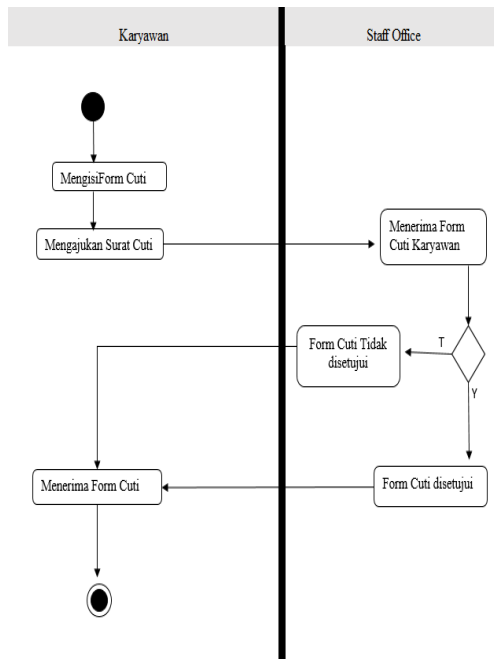 Karyawan
Staff Office
MengisiForm Cuti
Mengajukan Surat Cuti
Menerima Form
Cuti Karyawan
Form Cuti Tidak
disetujui
T
Y
Menerima Form Cuti
Form Cuti disetujui